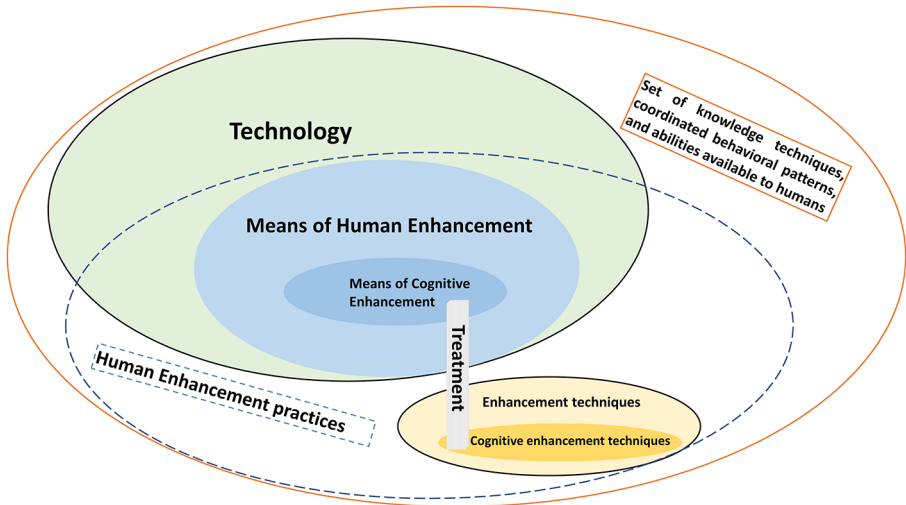 Technology
Set of knowledge techniques,
coordinated behavioral patterns,
and abilities available to humans
Means of Human Enhancement
Means of Cognitive
Enhancement
Treatment
Human Enhancement practices
Enhancement techniques
Cognitive enhancement techniques